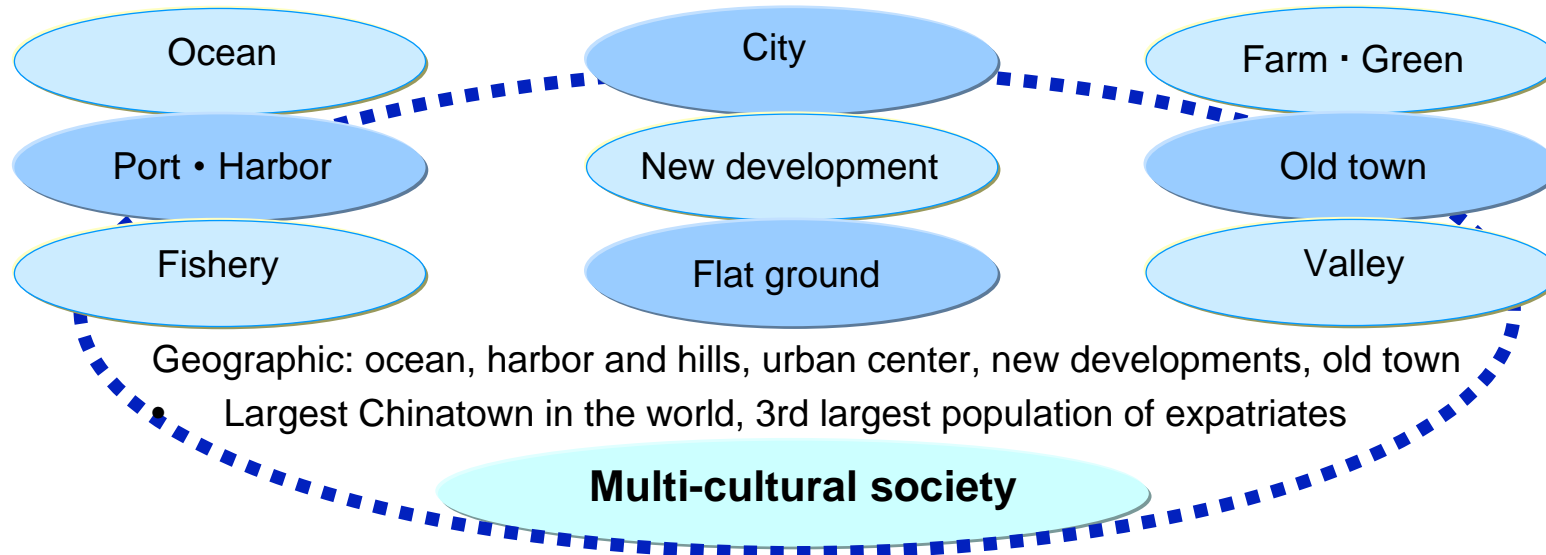 Ocean
City
Farm・Green
Port・Harbor
New development
Old town
Fishery
Flat ground
Valley
Geographic: ocean, harbor and hills, urban center, new developments, old town
• Largest Chinatown in the world, 3rd largest population of expatriates
Multi-cultural society